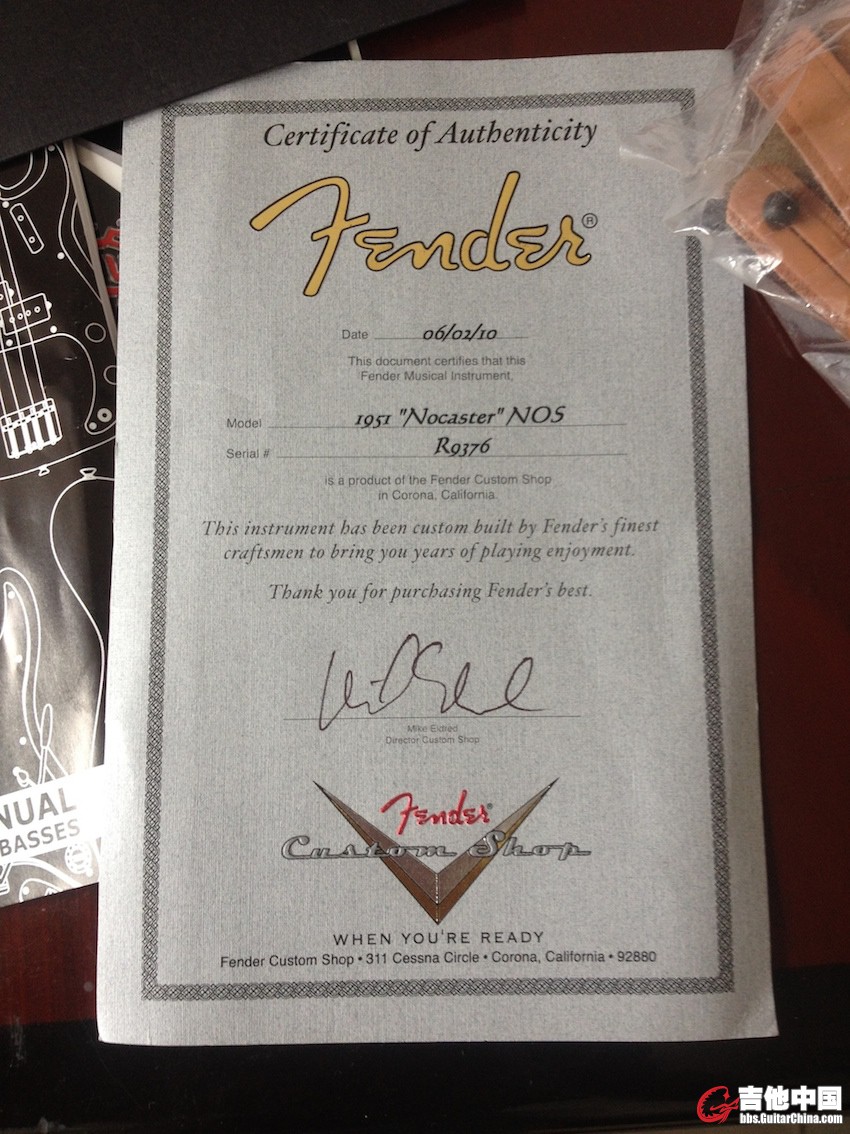 Certificate of Authenticity
Fender®
Date 06/02/10
This document certifies that this
Fender Musical Instrument,
Model 1951 "Nocaster" NOS
Serial # R9376
is a product of the Fender Custom Shop
in Corona, California.
This instrument has been custom built by Fender's finest
craftsmen to bring you years of playing enjoyment.
Thank you for purchasing Fender's best.
Mike Eldred
Director Custom Shop
Fender®
Custom Shop
WHEN YOU'RE READY
Fender Custom Shop • 311 Cessna Circle • Corona, California • 92880
NUAL
BASSES
吉他中国
bbs.GuitarChina.com